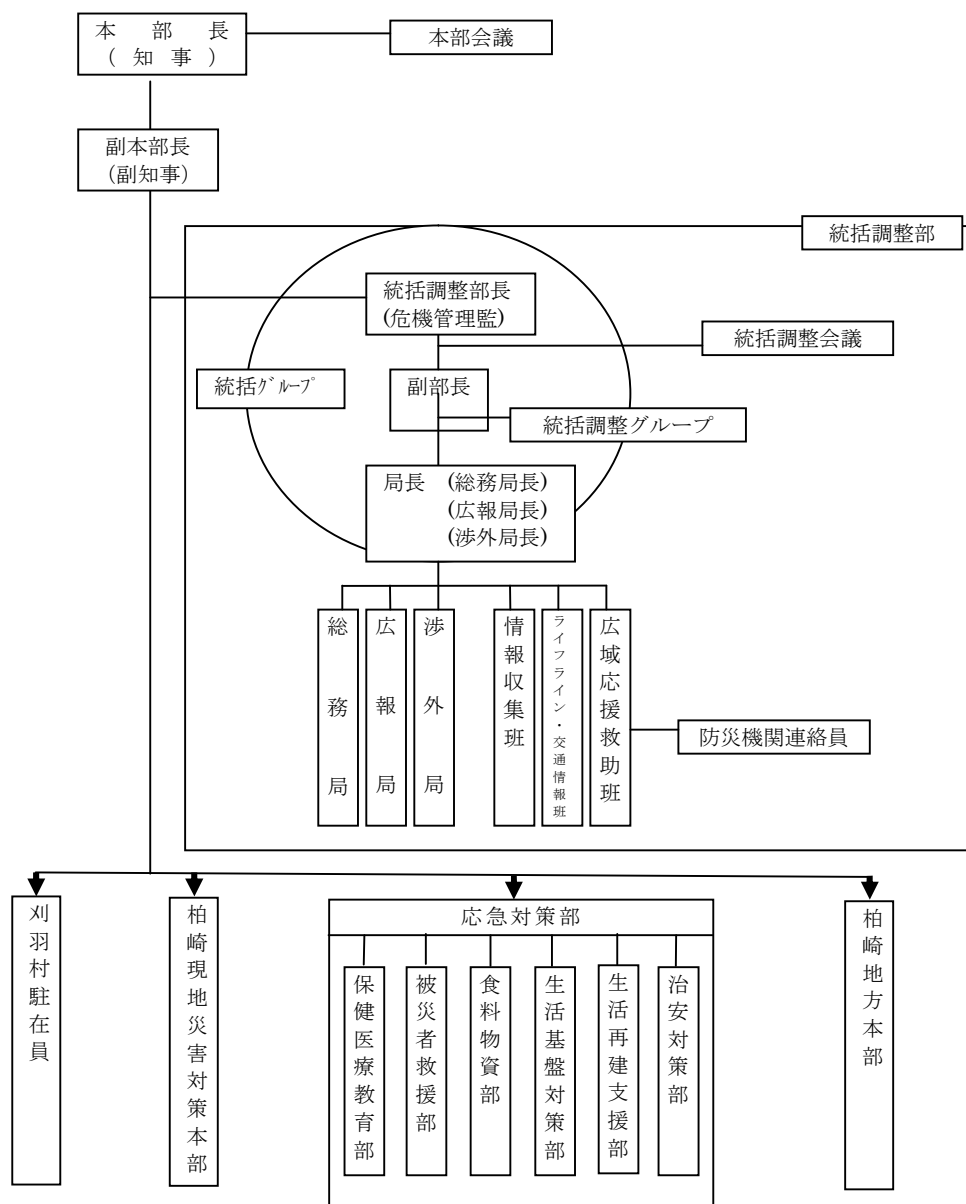 本部長
(知事)
本部会議
副本部長
(副知事)
統括調整部
統括調整部長
(危機管理監)
統括調整会議
統括グループ
副部長
統括調整グループ
局長 (総務局長)
(広報局長)
(渉外局長)
総務局
広報局
渉外局
情報収集班
ライフライン・交通情報班
広域応援救助班
防災機関連絡員
刈羽村駐在員
柏崎現地災害対策本部
応急対策部
保健医療教育部
被災者救援部
食料物資部
生活基盤対策部
生活再建支援部
治安対策部
柏崎地方本部